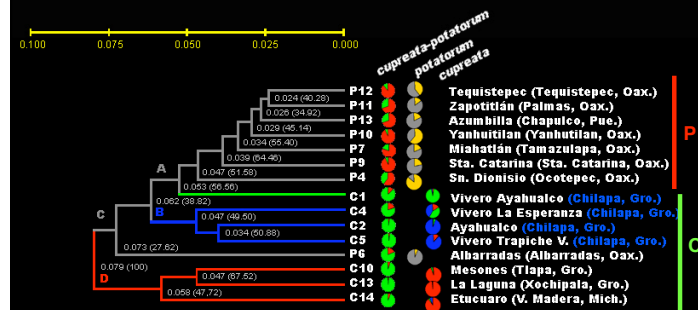 0.100 0.075 0.050 0.025 0.000
cupreata-potatorum
potatorum
cupreata
P12 Tequistepec (Tequistepec, Oax.)
0.024 (40.28)
P11 Zapotitlán (Palmas, Oax.)
0.026 (34.92)
P13 Azumbilla (Chapulco, Pue.)
0.029 (45.14)
P10 Yanhuitilan (Yanhutilan, Oax.)
0.034 (55.40)
P7 Miahatlán (Tamazulapa, Oax.)
0.039 (64.46)
P9 Sta. Catarina (Sta. Catarina, Oax.)
A 0.047 (51.58)
P4 Sn. Dionisio (Ocotepec, Oax.)
P
0.053 (56.56)
C1 Vivero Ayahualco (Chilapa, Gro.)
0.062 (38.82)
C4 Vivero La Esperanza (Chilapa, Gro.)
C B 0.047 (49.50)
C2 Ayahualco (Chilapa, Gro.)
0.034 (50.88)
C5 Vivero Trapiche V. (Chilapa, Gro.)
C
0.073 (27.62)
P6 Albarradas (Albarradas, Oax.)
0.079 (100)
C10 Mesones (Tlapa, Gro.)
D 0.047 (67.52)
C13 La Laguna (Xochipala, Gro.)
0.058 (47,72)
C14 Etucuaro (V. Madera, Mich.)